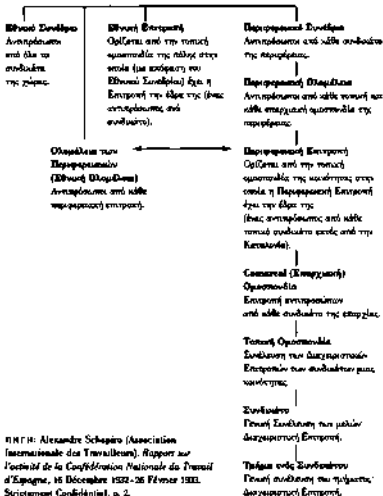 Εθνικό Συνέδριο
Αντιπρόσωποι
από όλα τα
συνδικάτα
της χώρας.
Εθνική Επιτροπή
Ορίζεται από την τοπική
ομοσπονδία της πόλης στην
οποία (με απόφαση του
Εθνικού Συνεδρίου) έχει η
Επιτροπή την έδρα της (ένας
αντιπρόσωπος ανά
συνδικάτο).
Περιφερειακό Συνέδριο
Αντιπρόσωποι από κάθε συνδικάτο
της περιφέρειας.
Περιφερειακή Ολομέλεια
Αντιπρόσωποι από κάθε τοπική και
κάθε επαρχιακή ομοσπονδία της
περιφέρειας.
Ολομέλεια των
Περιφερειακών
(Εθνική Ολομέλεια)
Αντιπρόσωποι από κάθε
περιφερειακή επιτροπή.
Περιφερειακή Επιτροπή
Ορίζεται από την τοπική
ομοσπονδία της κοινότητας στην
οποία η Περιφερειακή Επιτροπή
έχει την έδρα της
(ένας αντιπρόσωπος από κάθε
τοπικό συνδικάτο εκτός από την
Καταλονία).
Comarcal (Επαρχιακή)
Ομοσπονδία
Επιτροπή αντιπροσώπων
από κάθε συνδικάτο της επαρχίας.
Τοπική Ομοσπονδία
Συνέλευση των Διαχειριστικών
Επιτροπών των συνδικάτων μιας
κοινότητας.
Συνδικάτο
Γενική Συνέλευση των μελών
Διαχειριστική Επιτροπή.
Τμήμα ενός Συνδικάτου
Γενική συνέλευση του τμήματος
Διαχειριστική Επιτροπή.
ΠΗΓΗ: Alexandre Schapiro (Association
Internationale des Travailleurs). Rapport sur
l'activité de la Confédération Nationale du Travail
d'Espagne, 16 Décembre 1932-26 Février 1933.
Strictement Confidentiel, p. 2.